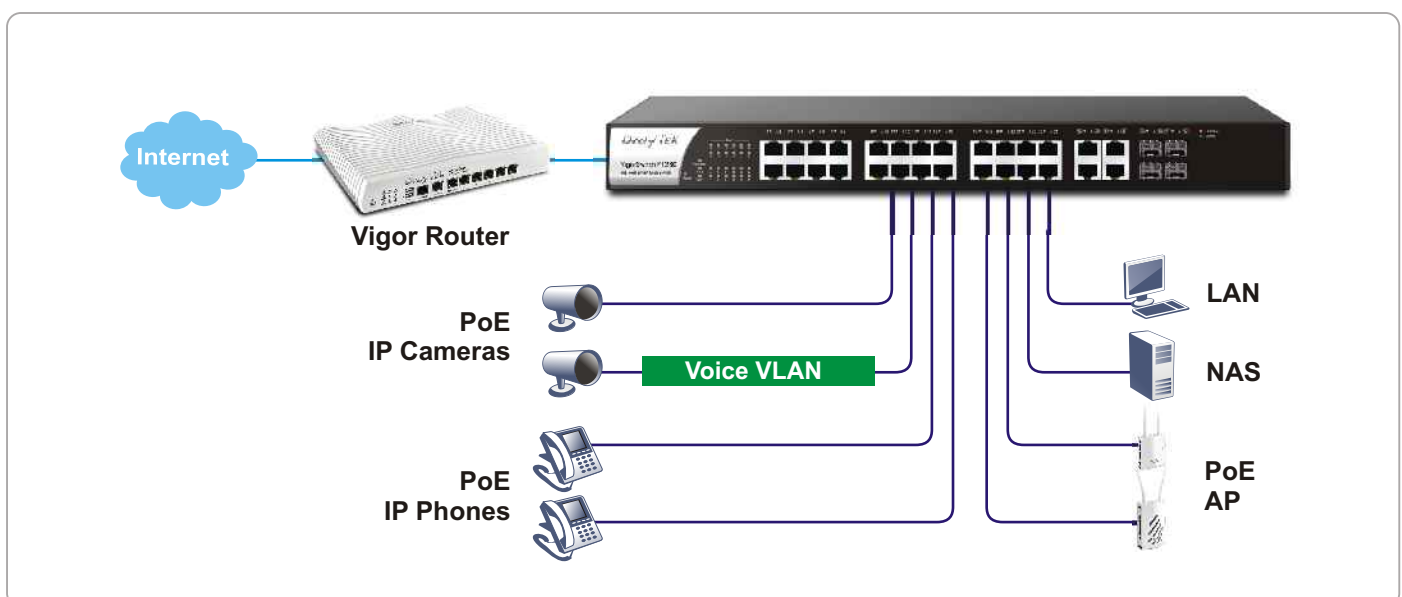 Internet
Vigor Router
PoE
IP Cameras
Voice VLAN
PoE
IP Phones
LAN
NAS
PoE
AP